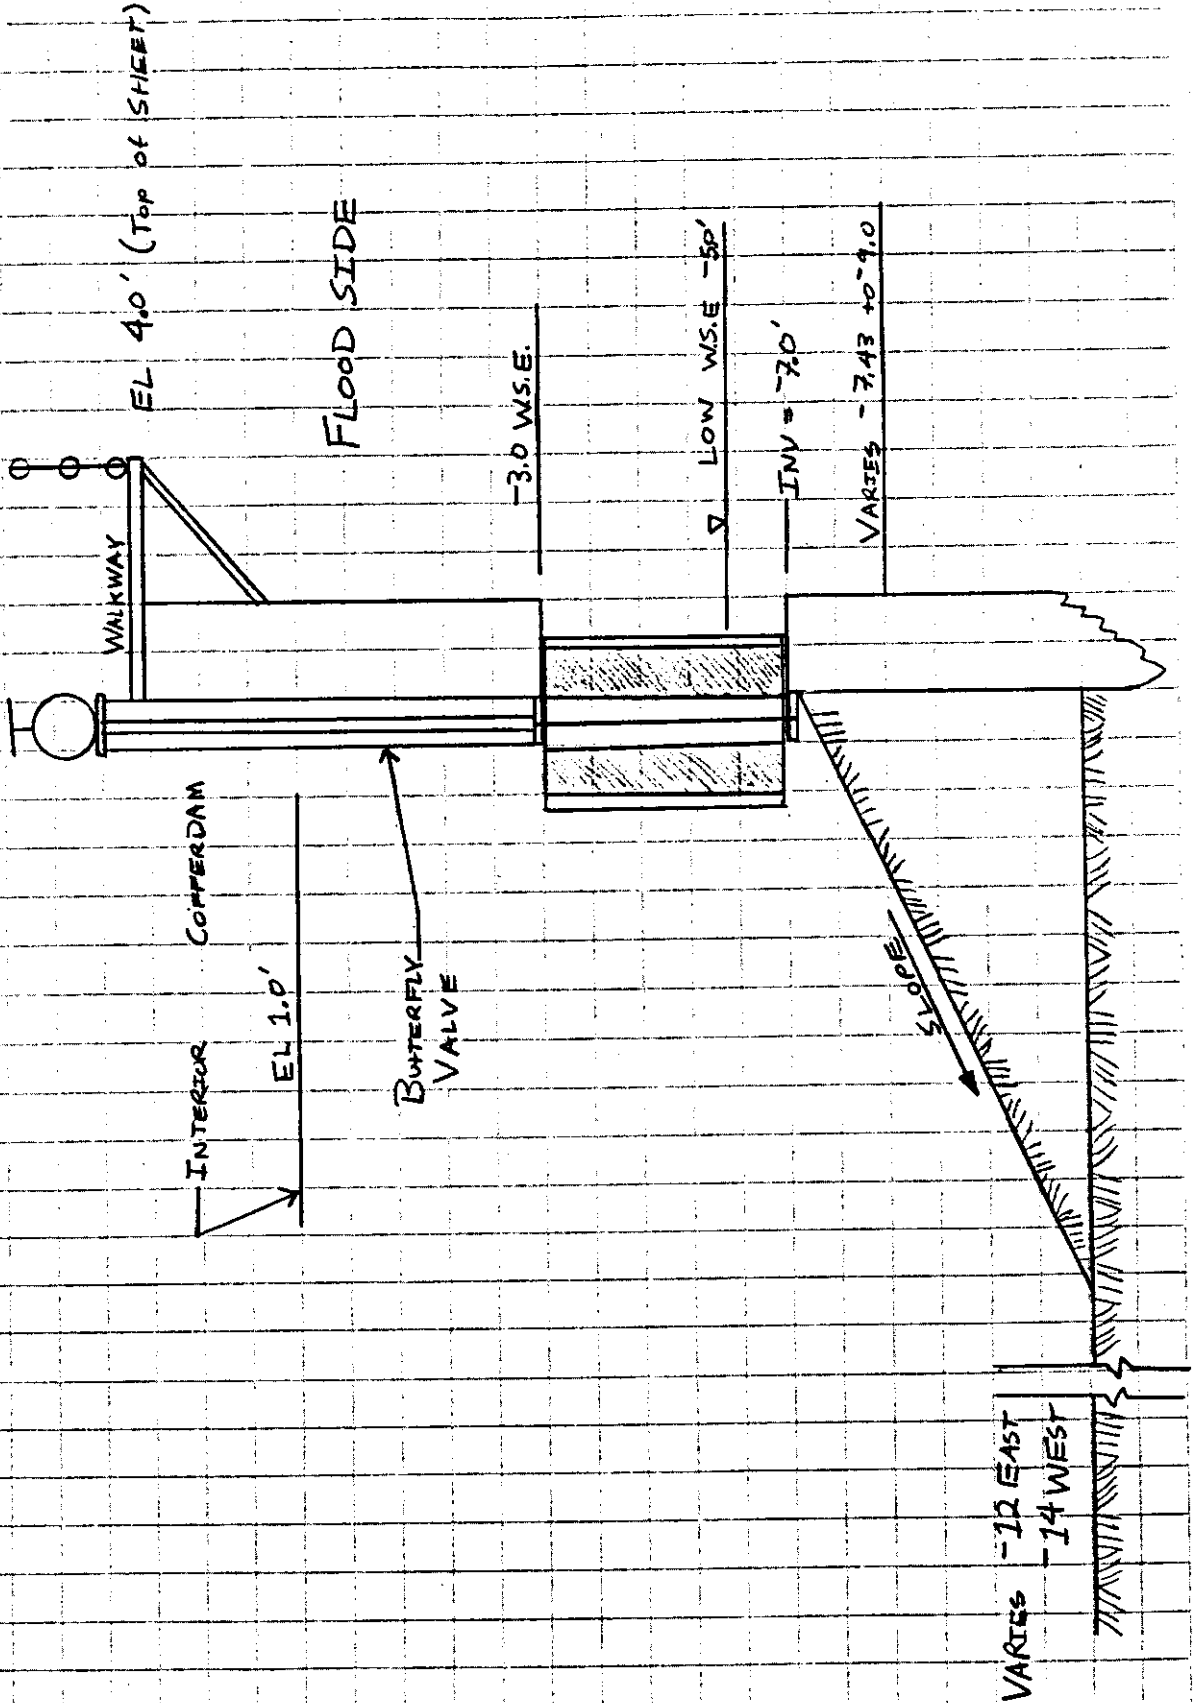 EL 4.0' (TOP of SHEET)
WALKWAY
FLOOD SIDE
INTERIOR COFFERDAM
EL 1.0'
BUTTERFLY
VALVE
-3.0 W.S.E.
LOW W.S.E -5.0'
INV = -7.0'
VARIES -7.43 to -9.0
SLOPE
VARIES -12 EAST
-14 WEST